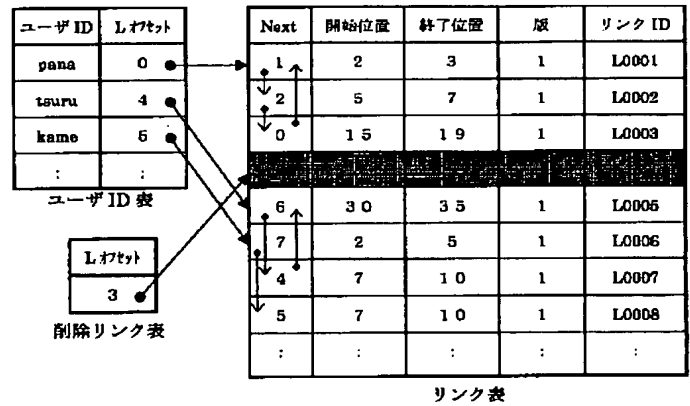 ユーザID Lオフセット
pana 0
tsuru 4
kame 5
: :
ユーザID表
Lオフセット
3
削除リンク表
Next 開始位置 終了位置 版 リンクID
1 2 3 1 L0001
2 5 7 1 L0002
0 15 19 1 L0003
6 30 35 1 L0005
7 2 5 1 L0006
4 7 10 1 L0007
5 7 10 1 L0008
: : : : :
リンク表